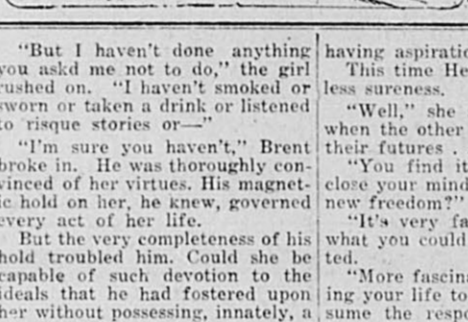 "But I haven't done anything
you askd me not to do," the girl
rushed on. "I haven't smoked or
sworn or taken a drink or listened
to risque stories or—"
"I'm sure you haven't," Brent
broke in. He was thoroughly con-
vinced of her virtues. His magnet-
ic hold on her, he knew, governed
every act of her life.
But the very completeness of his
hold troubled him. Could she be
capable of such devotion to the
ideals that he had fostered upon
her without possessing, innately, a
having aspiratio
This time He
less sureness.
"Well," she
when the other
their futures .
"You find it
close your mind
new freedom?"
"It's very fa
what you could
ted.
"More fascina
ing your life to
sume the resp